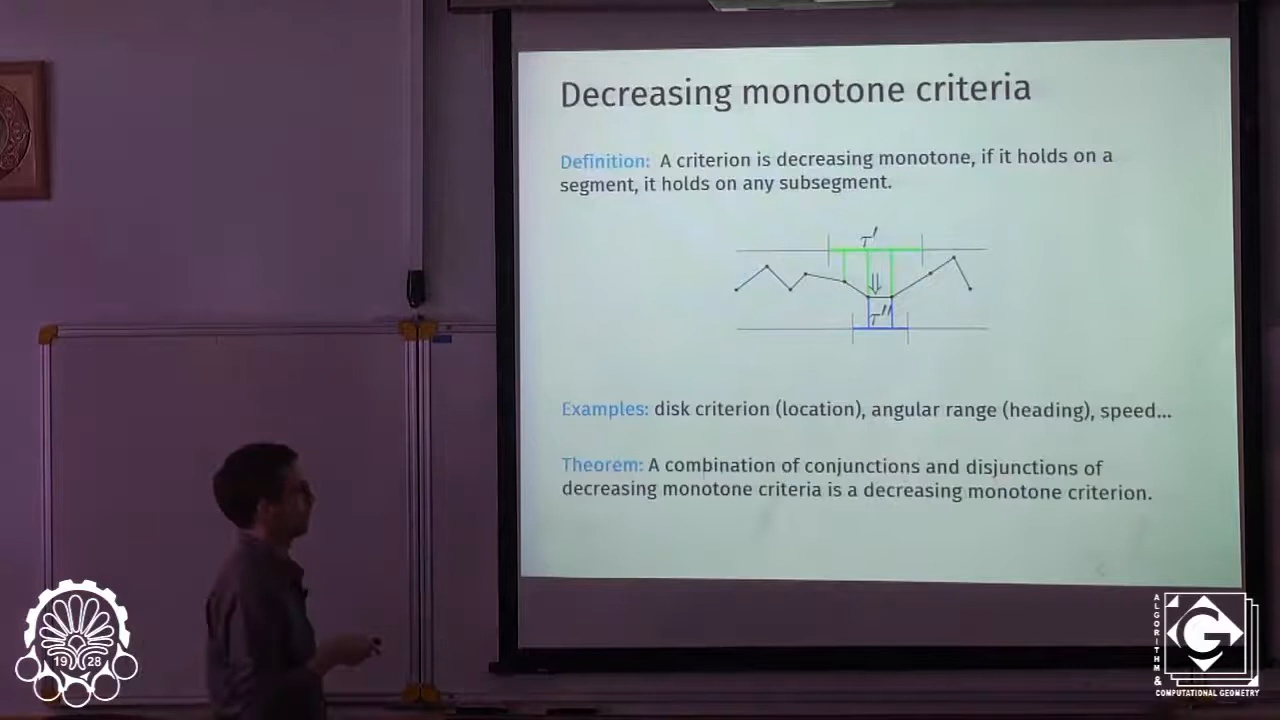 Decreasing monotone criteria
Definition: A criterion is decreasing monotone, if it holds on a
segment, it holds on any subsegment.
τ′
⇓
τ″
Examples: disk criterion (location), angular range (heading), speed...
Theorem: A combination of conjunctions and disjunctions of
decreasing monotone criteria is a decreasing monotone criterion.
19 28
ALGORITHM &
G
COMPUTATIONAL GEOMETRY